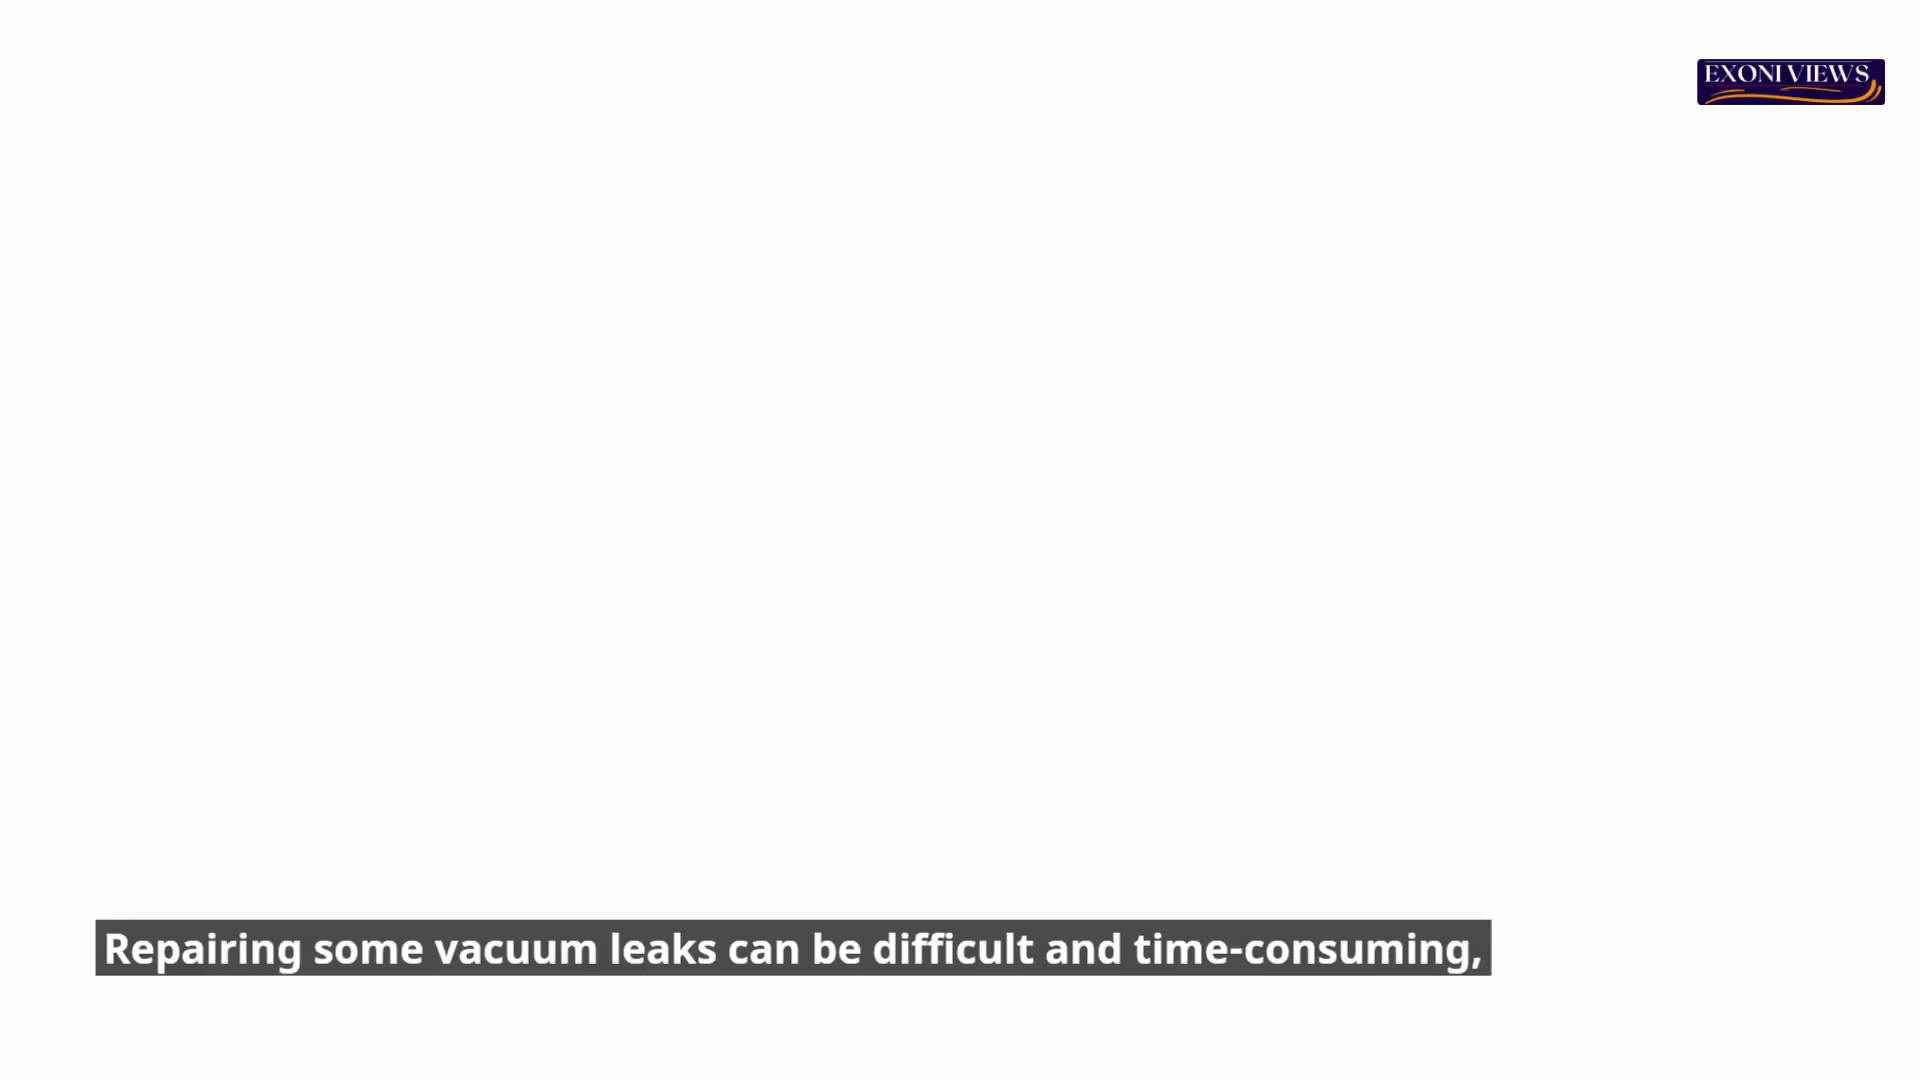 EXONI VIEWS
Repairing some vacuum leaks can be difficult and time-consuming,